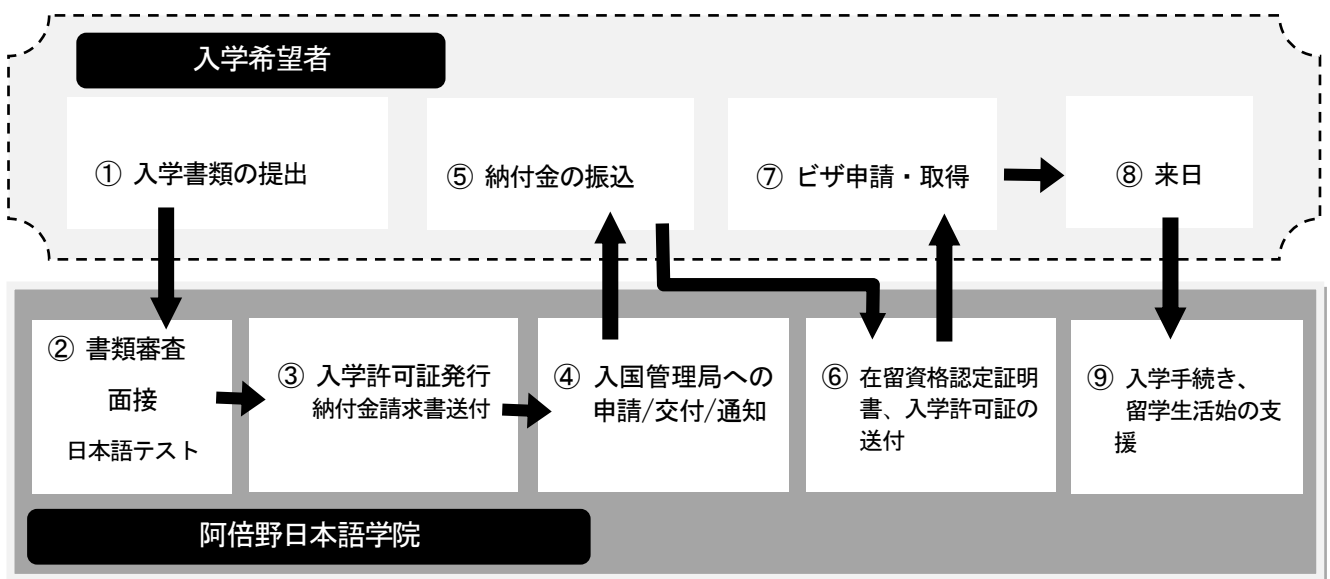 入学希望者
① 入学書類の提出
⑤ 納付金の振込
⑦ ビザ申請・取得
⑧ 来日
② 書類審査
面接
日本語テスト
③ 入学許可証発行
納付金請求書送付
④ 入国管理局への
申請/交付/通知
⑥ 在留資格認定証明
書、入学許可証の
送付
⑨ 入学手続き、
留学生活始の支
援
阿倍野日本語学院